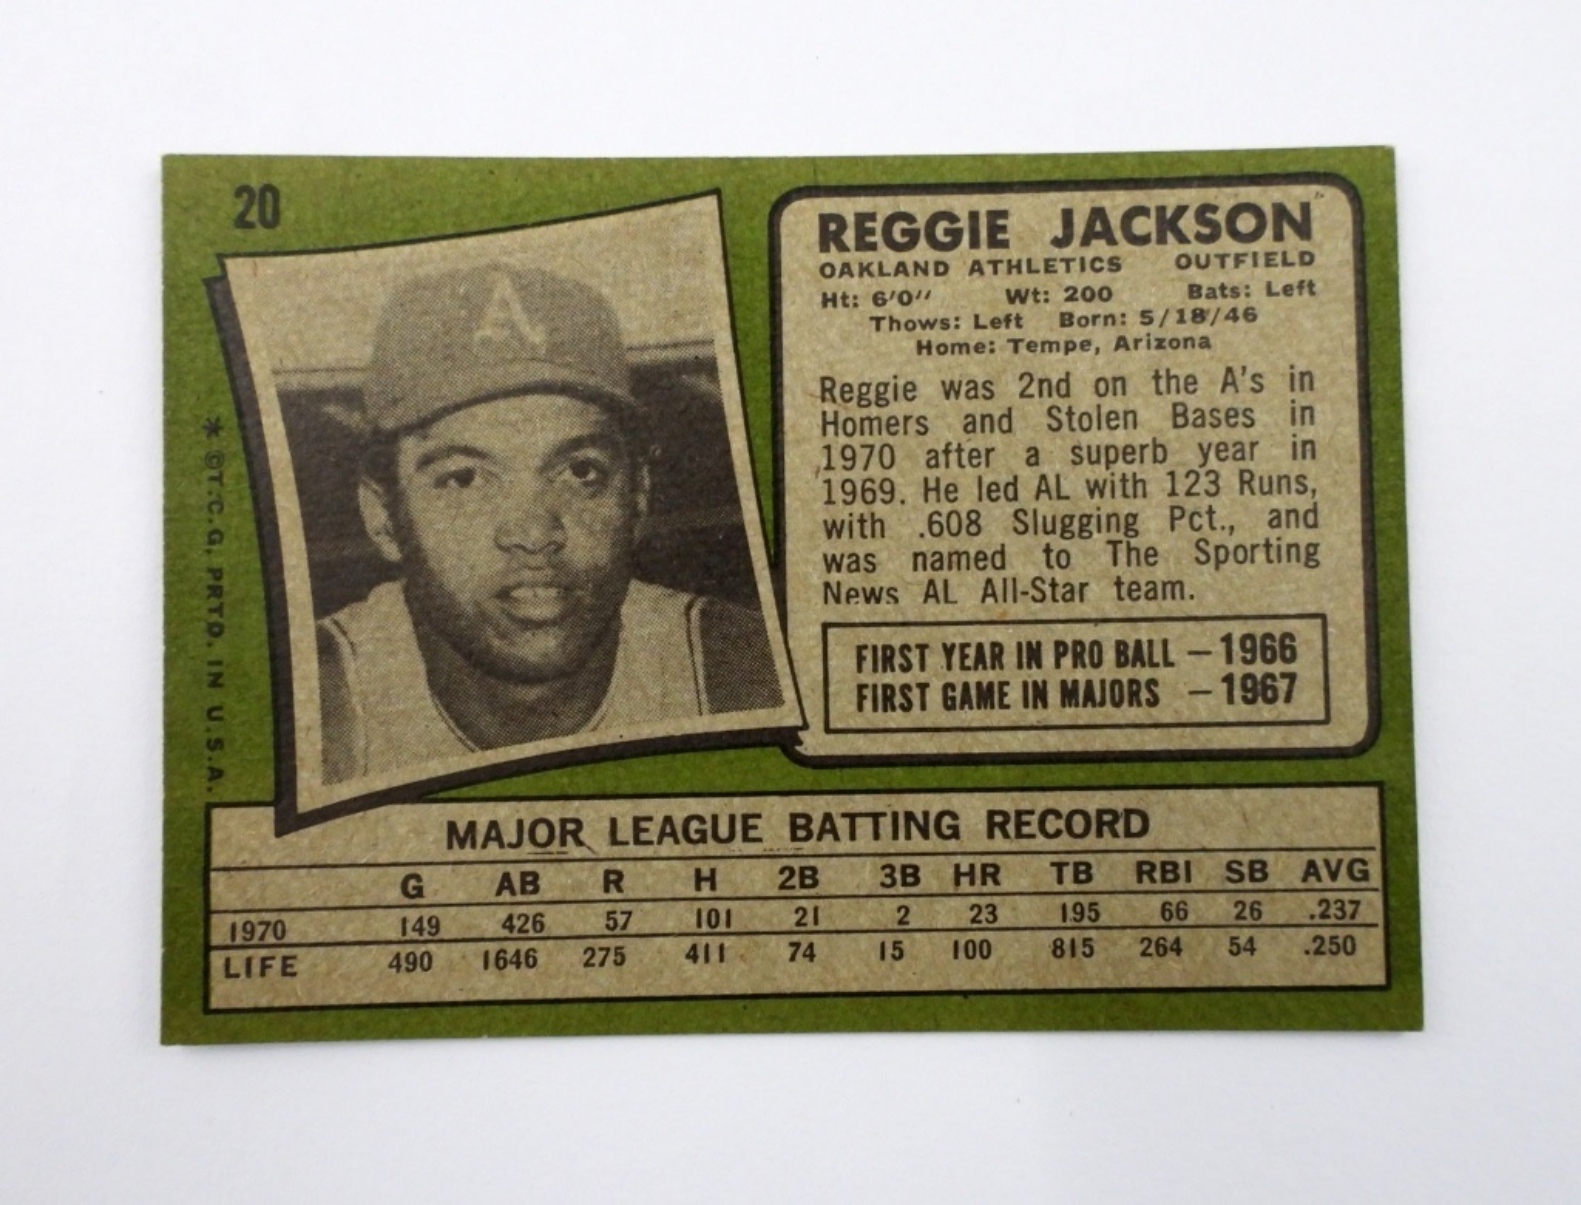 20
REGGIE JACKSON
OAKLAND ATHLETICS OUTFIELD
Ht: 6'0" Wt: 200 Bats: Left
Thows: Left Born: 5/18/46
Home: Tempe, Arizona
Reggie was 2nd on the A's in
Homers and Stolen Bases in
1970 after a superb year in
1969. He led AL with 123 Runs,
with .608 Slugging Pct., and
was named to The Sporting
News AL All-Star team.
FIRST YEAR IN PRO BALL – 1966
FIRST GAME IN MAJORS – 1967
A
* ©T.C.G. PRTD. IN U.S.A.
MAJOR LEAGUE BATTING RECORD
G AB R H 2B 3B HR TB RBI SB AVG
1970 149 426 57 101 21 2 23 195 66 26 .237
LIFE 490 1646 275 411 74 15 100 815 264 54 .250